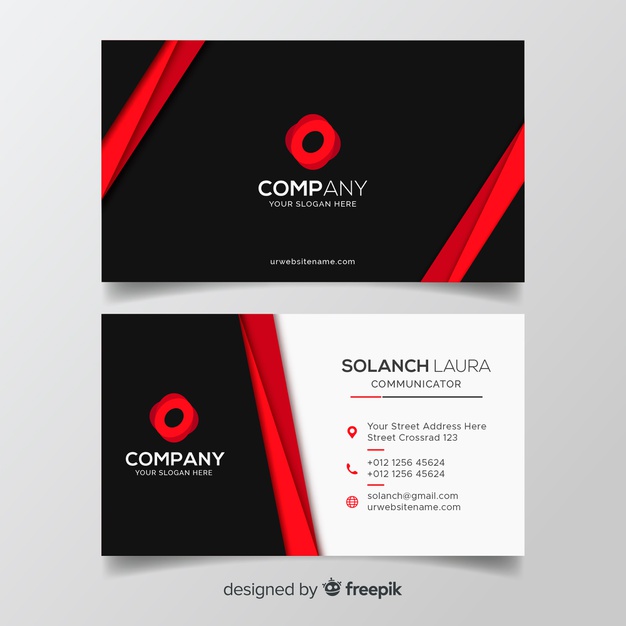 COMPANY
YOUR SLOGAN HERE
urwebsitename.com
COMPANY
YOUR SLOGAN HERE
SOLANCH LAURA
COMMUNICATOR
Your Street Address Here
Street Crossrad 123
+012 1256 45624
+012 1256 45624
solanch@gmail.com
urwebsitename.com
designed by freepik